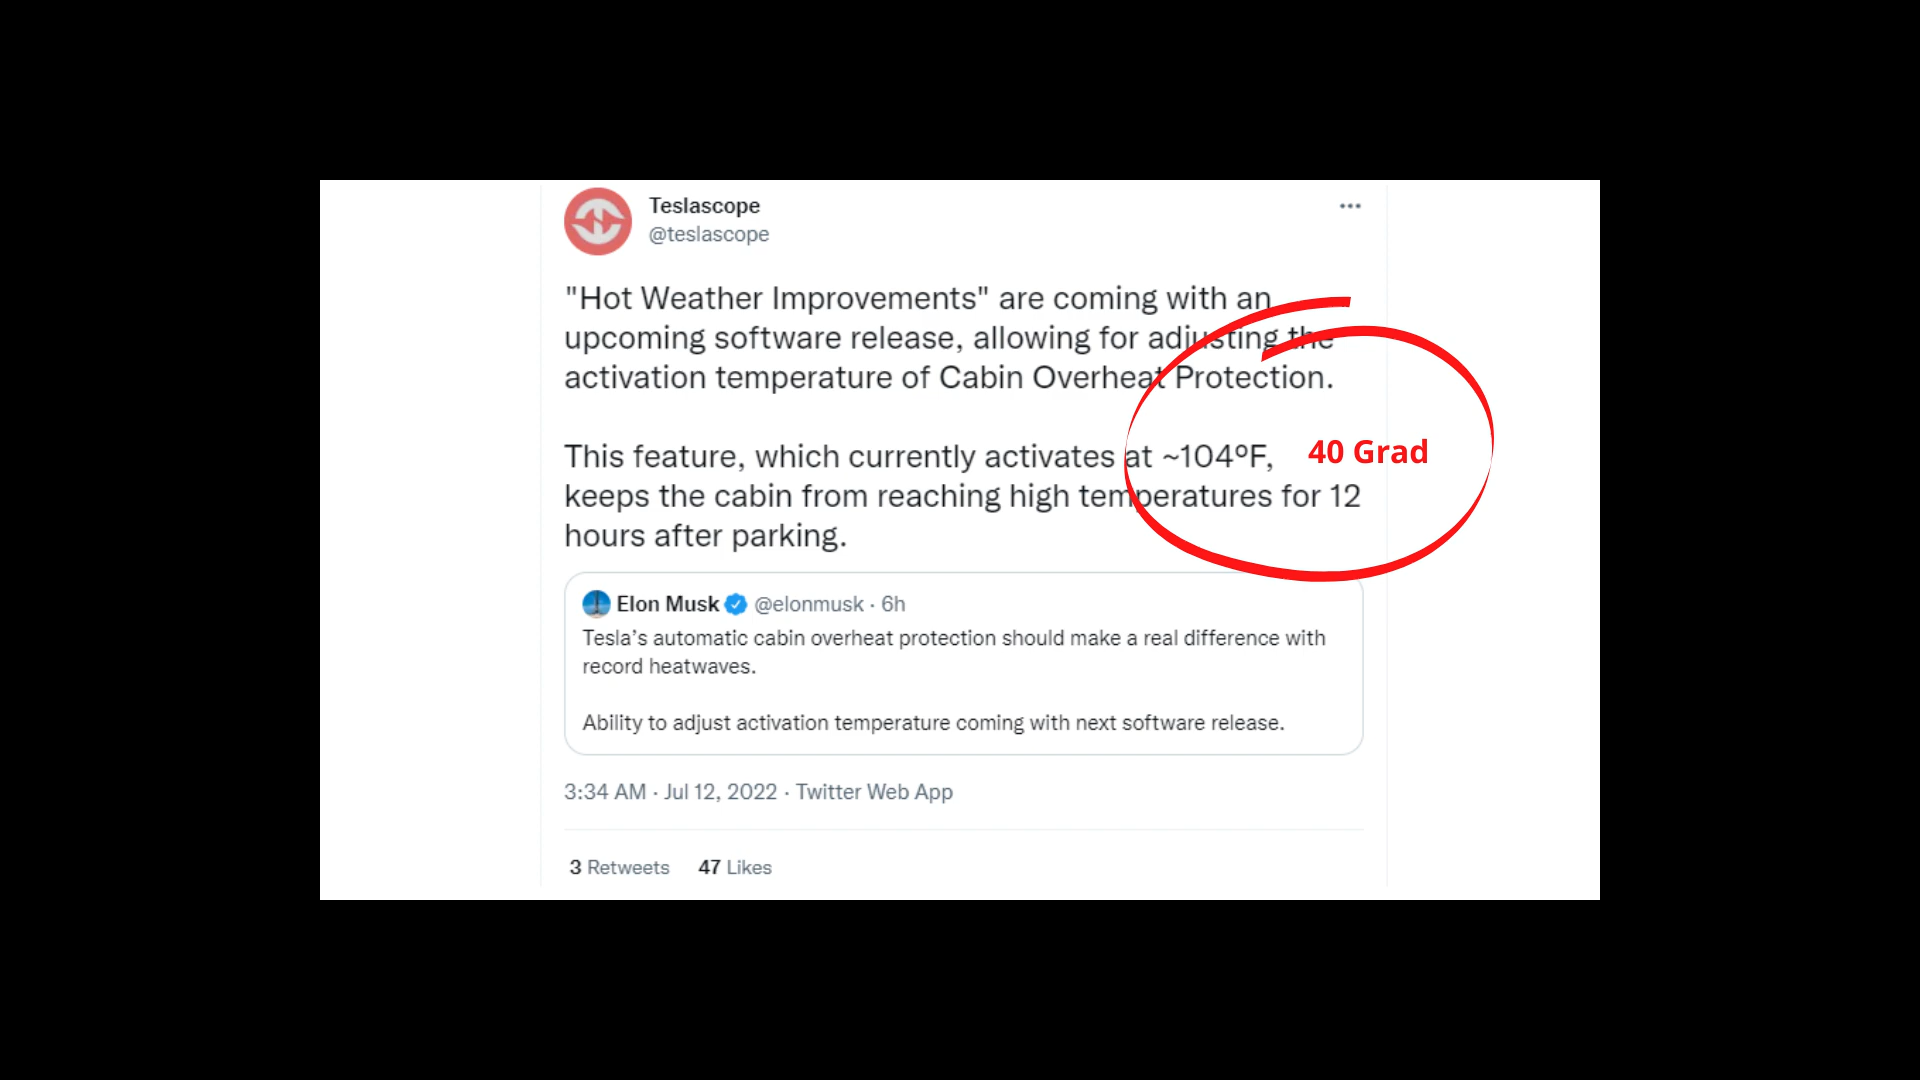 Teslascope
@teslascope
"Hot Weather Improvements" are coming with an
upcoming software release, allowing for adjusting the
activation temperature of Cabin Overheat Protection.
This feature, which currently activates at ~104ºF, 40 Grad
keeps the cabin from reaching high temperatures for 12
hours after parking.
Elon Musk @elonmusk · 6h
Tesla’s automatic cabin overheat protection should make a real difference with
record heatwaves.
Ability to adjust activation temperature coming with next software release.
3:34 AM · Jul 12, 2022 · Twitter Web App
3 Retweets 47 Likes